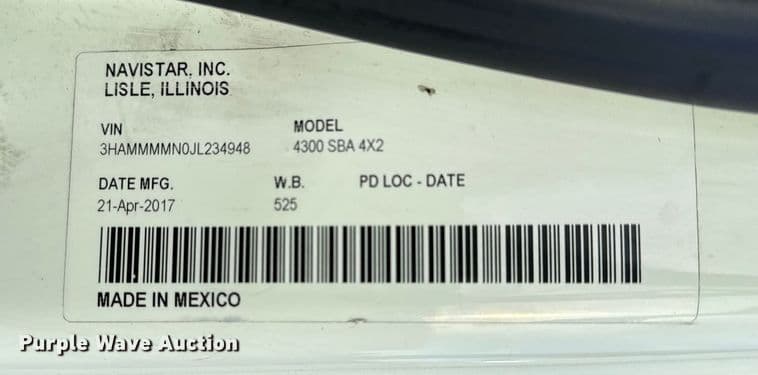 NAVISTAR, INC.
LISLE, ILLINOIS
VIN MODEL
3HAMMMMN0JL234948 4300 SBA 4X2
DATE MFG. W.B. PD LOC - DATE
21-Apr-2017 525
MADE IN MEXICO
Purple Wave Auction